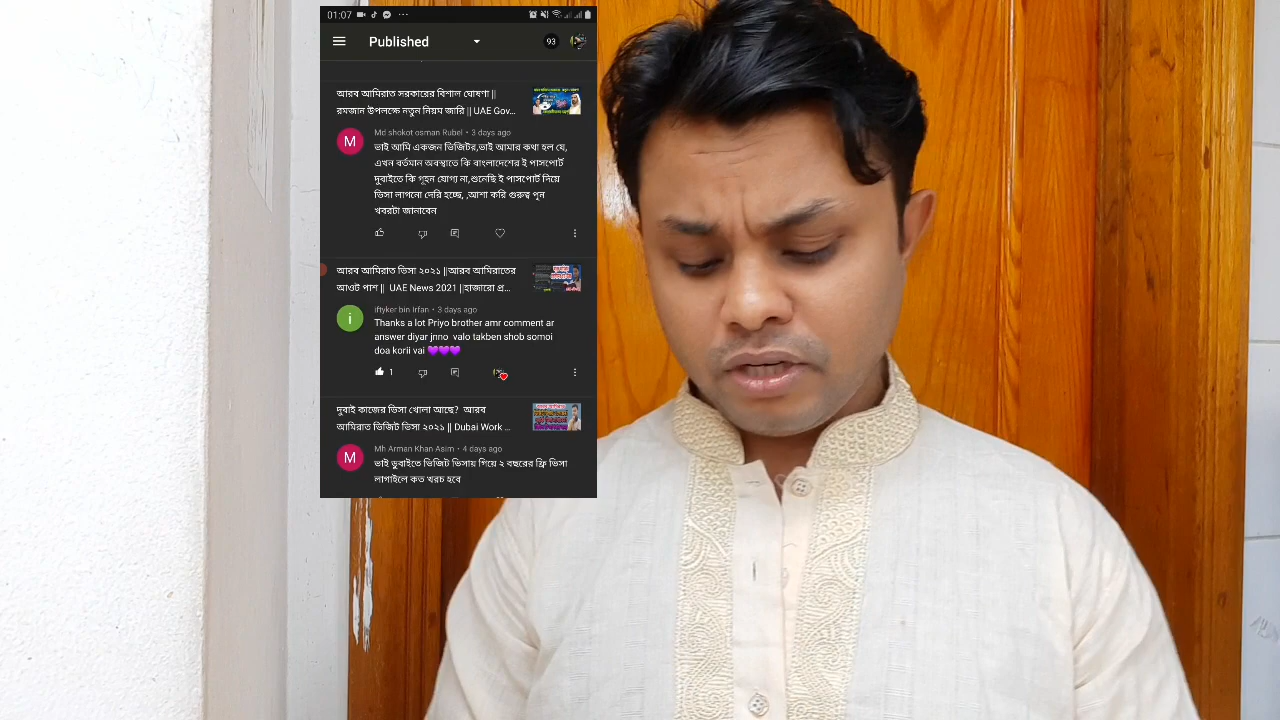 01:07
Published
93
আরব আমিরাত সরকারের বিশাল ঘোষণা ||
রমজান উপলক্ষে নতুন নিয়ম জারি || UAE Gov...
M
Md shokot osman Rubel • 3 days ago
ভাই আমি একজন ভিজিটর,ভাই আমার কথা হল যে,
এখন বর্তমান অবস্থাতে কি বাংলাদেশের ই পাসপোর্ট
দুবাইতে কি গূহন যোগ্য না,শুনেছি ই পাসপোর্ট দিয়ে
ভিসা লাগনো দেরি হচ্ছে, ,আশা করি গুরুত্ব পূন
খবরটা জানাবেন
আরব আমিরাত ভিসা ২০২১ ||আরব আমিরাতের
আওট পাশ || UAE News 2021 ||হাজারো প্র...
i
iftyker bin irfan • 3 days ago
Thanks a lot Priyo brother amr comment ar
answer diyar jnno valo takben shob somoi
doa korii vai 💜💜💜
1
দুবাই কাজের ভিসা খোলা আছে? আরব
আমিরাত ভিজিট ভিসা ২০২১ || Dubai Work ...
M
Mh Arman Khan Asim • 4 days ago
ভাই ডুবাইতে ভিজিট ভিসায় গিয়ে ২ বছরের ফ্রি ভিসা
লাগাইলে কত খরচ হবে